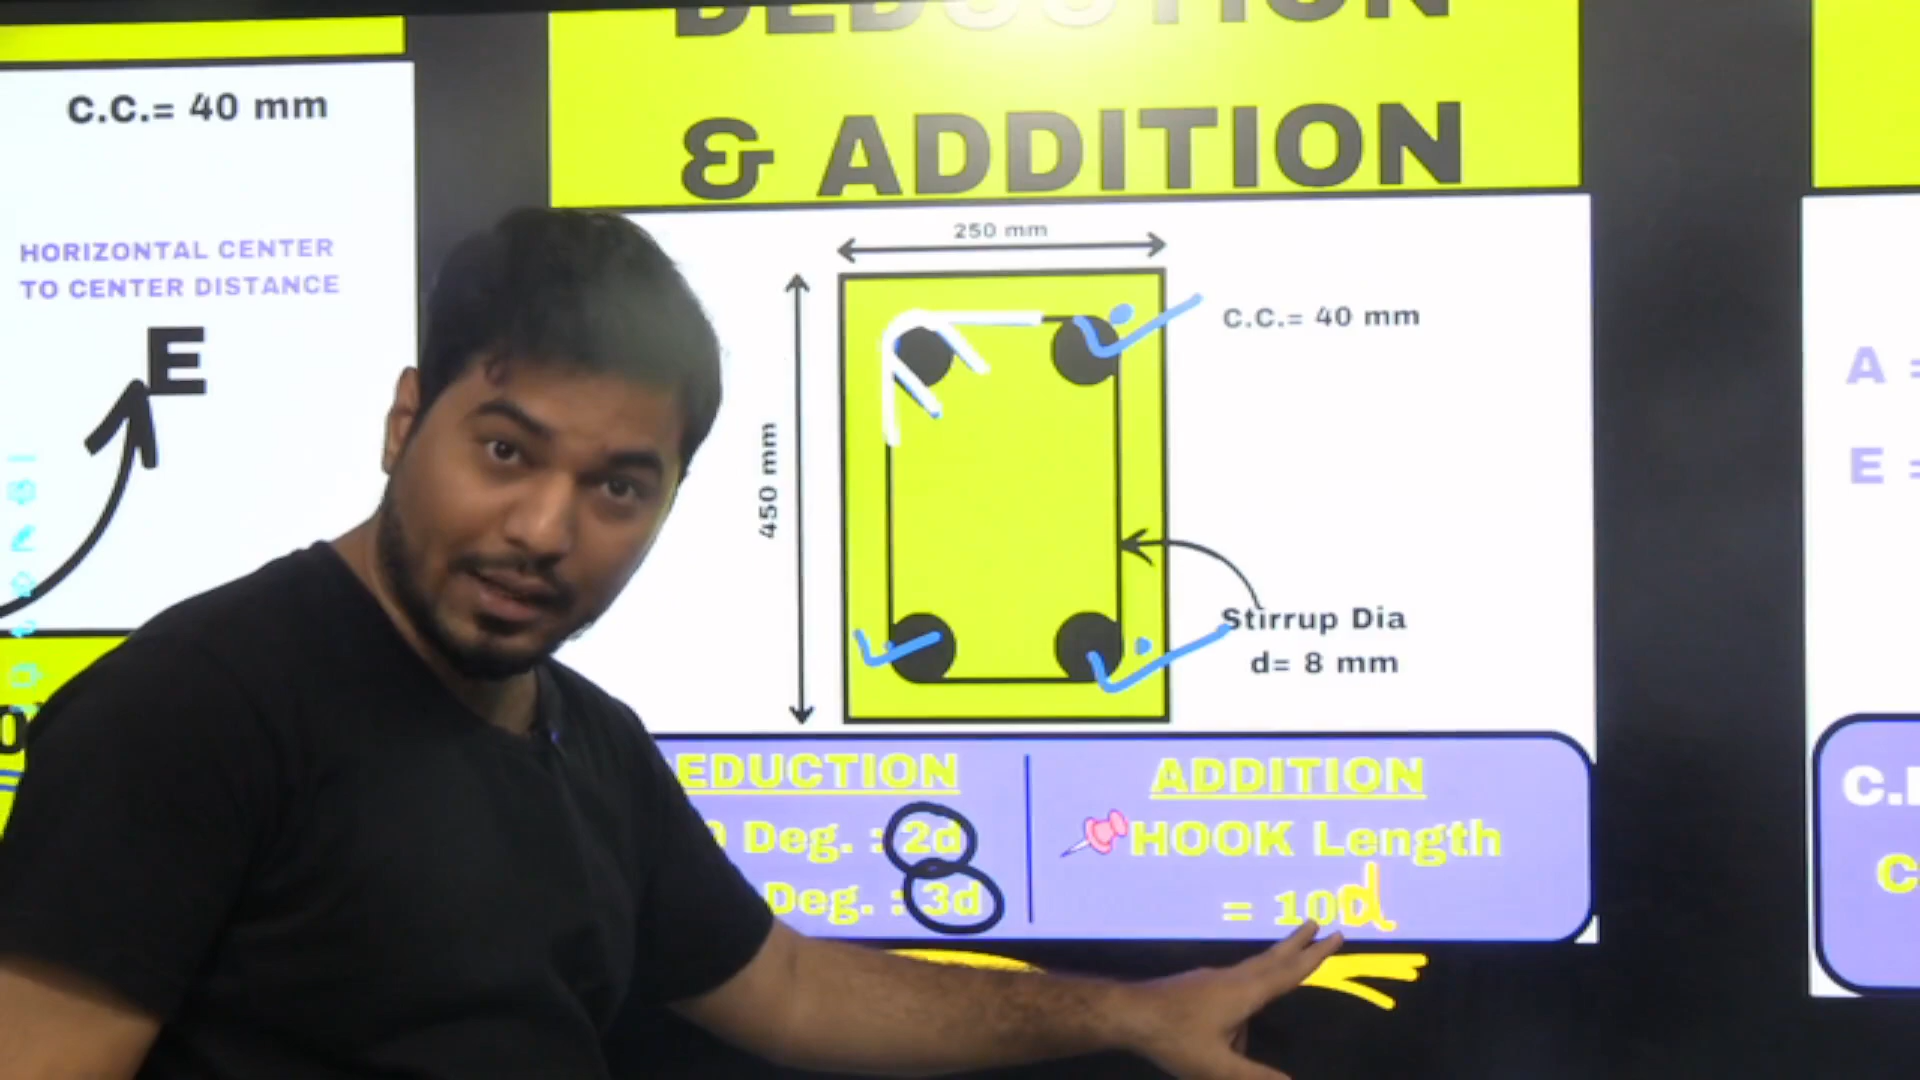 C.C.= 40 mm
HORIZONTAL CENTER
TO CENTER DISTANCE
E
DEDUCTION
& ADDITION
250 mm
450 mm
C.C.= 40 mm
Stirrup Dia
d= 8 mm
EDUCTION
Deg. : 2d
Deg. : 3d
ADDITION
HOOK Length
= 10d
A =
E =
C